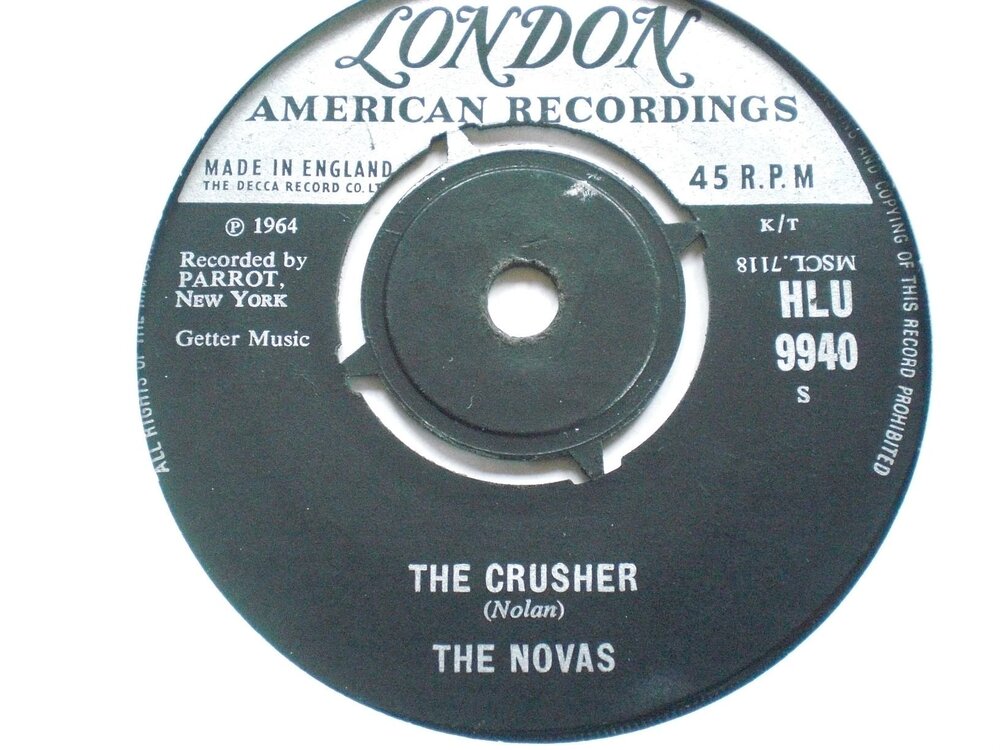 LONDON
AMERICAN RECORDINGS
MADE IN ENGLAND
THE DECCA RECORD CO.
45 R.P.M
℗ 1964
Recorded by
PARROT,
NEW YORK
Getter Music
K/T
MSCL.7118
HLU
9940
S
THE CRUSHER
(Nolan)
THE NOVAS
ALL RIGHTS OF THE
AND COPYING OF THIS RECORD PROHIBITED